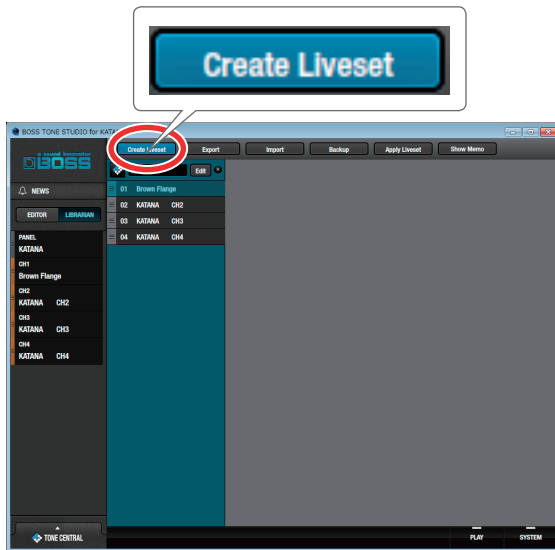 Create Liveset
BOSS TONE STUDIO for KATA
Create Liveset
Export
Import
Backup
Apply Liveset
Show Memo
a sound innovator
BOSS
NEWS
EDITOR
LIBRARIAN
PANEL
KATANA
CH1
Brown Flange
CH2
KATANA CH2
CH3
KATANA CH3
CH4
KATANA CH4
Edit
01 Brown Flange
02 KATANA CH2
03 KATANA CH3
04 KATANA CH4
TONE CENTRAL
PLAY
SYSTEM